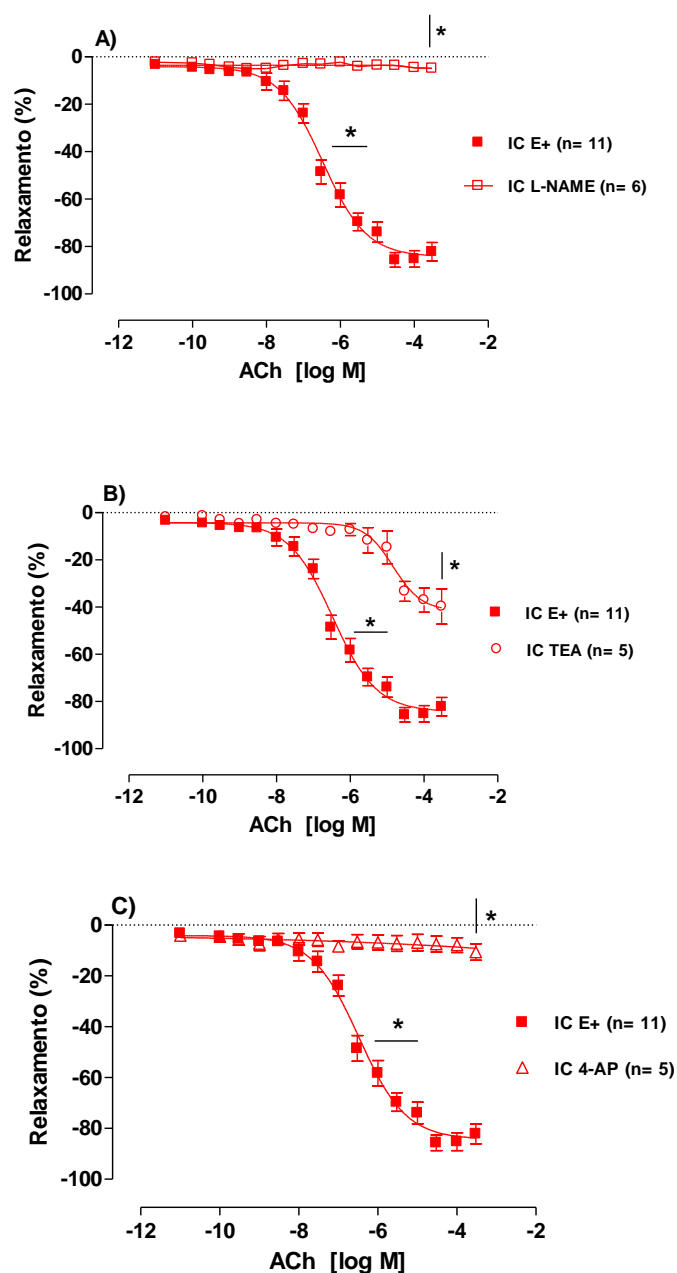 A)
*
0
-20
-40
-60
-80
-100
Relaxamento (%)
*
IC E+ (n= 11)
IC L-NAME (n= 6)
-12 -10 -8 -6 -4 -2
ACh [log M]
B)
0
-20
-40
-60
-80
-100
Relaxamento (%)
*
*
IC E+ (n= 11)
IC TEA (n= 5)
-12 -10 -8 -6 -4 -2
ACh [log M]
C)
*
0
-20
-40
-60
-80
-100
Relaxamento (%)
*
IC E+ (n= 11)
IC 4-AP (n= 5)
-12 -10 -8 -6 -4 -2
ACh [log M]